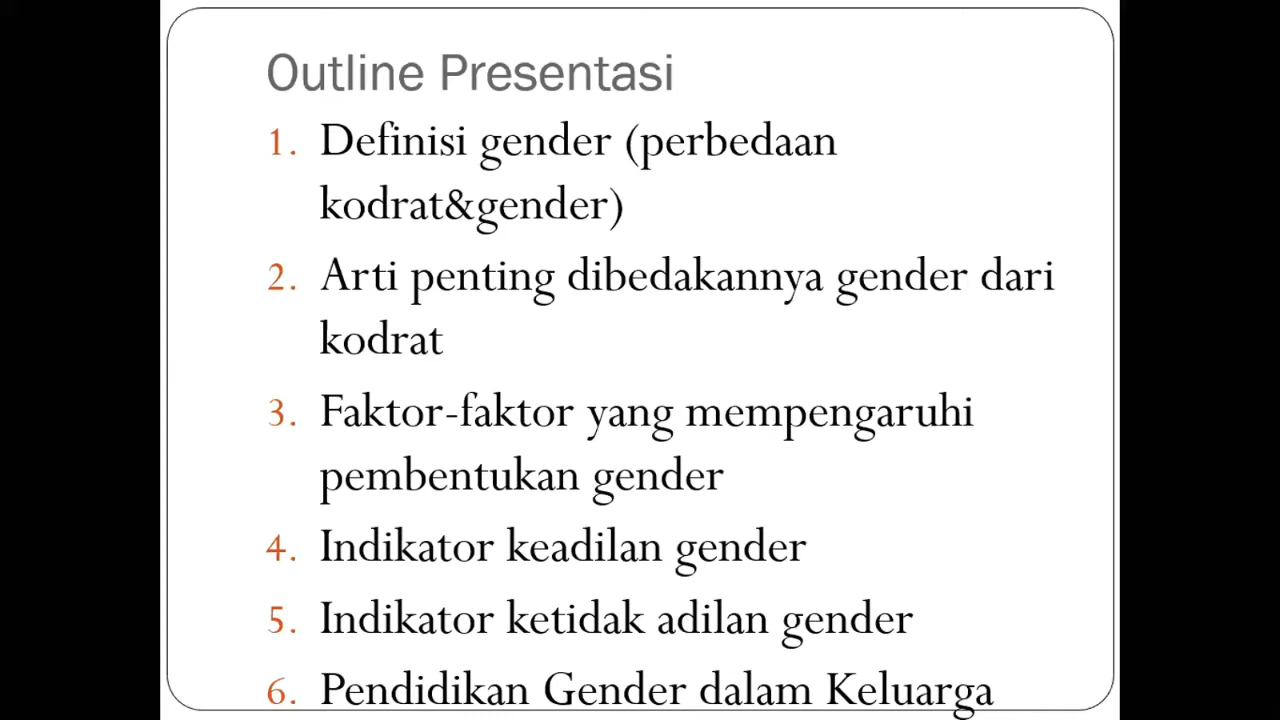 Outline Presentasi
1. Definisi gender (perbedaan
kodrat&gender)
2. Arti penting dibedakannya gender dari
kodrat
3. Faktor-faktor yang mempengaruhi
pembentukan gender
4. Indikator keadilan gender
5. Indikator ketidak adilan gender
6. Pendidikan Gender dalam Keluarga